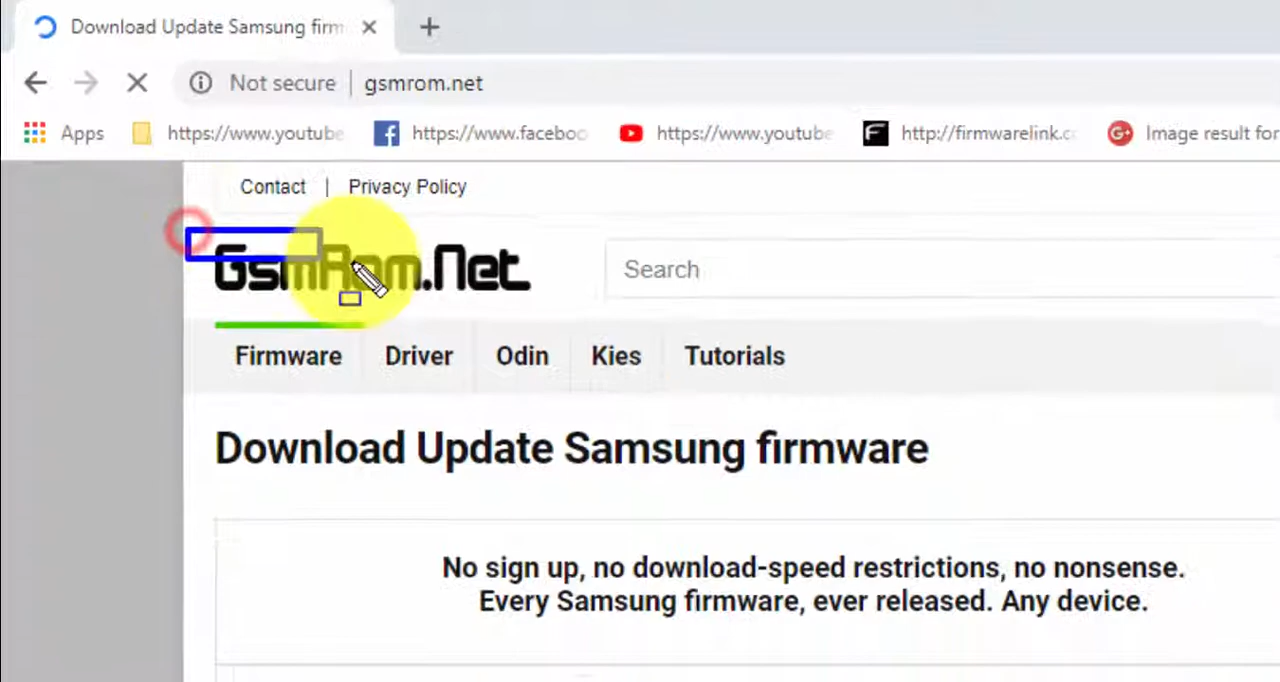 Download Update Samsung firm
Not secure | gsmrom.net
Apps https://www.youtube https://www.faceboo https://www.youtube http://firmwarelink.c Image result for
Contact | Privacy Policy
GsmRom.Net Search
Firmware Driver Odin Kies Tutorials
Download Update Samsung firmware
No sign up, no download-speed restrictions, no nonsense.
Every Samsung firmware, ever released. Any device.